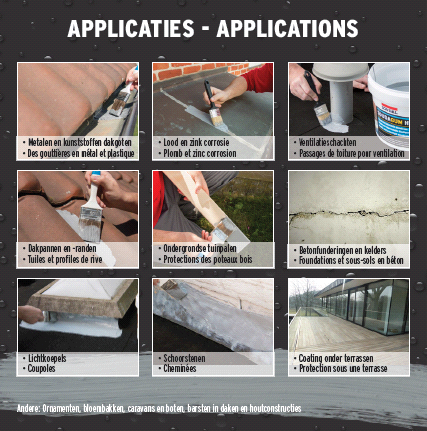 APPLICATIES - APPLICATIONS
• Metalen en kunststoffen dakgoten
• Des gouttières en métal et plastique
• Lood en zink corrosie
• Plomb et zinc corrosion
• Ventilatieschachten
• Passages de toiture pour ventilation
• Dakpannen en -randen
• Tuiles et profiles de rive
• Ondergrondse tuinpalen
• Protections des poteaux bois
• Betonfunderingen en kelders
• Foundations et sous-sols en béton
• Lichtkoepels
• Coupoles
• Schoorstenen
• Cheminées
• Coating onder terrassen
• Protection sous une terrasse
Andere: Ornamenten, bloembakken, caravans en boten, barsten in daken en houtconstructies